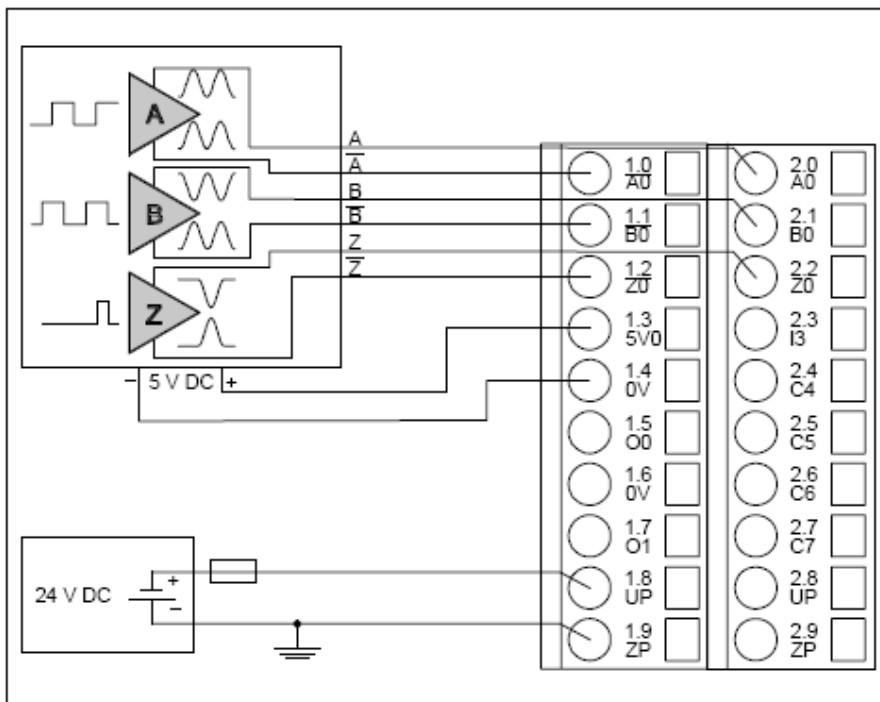 A
B
Z
A
A̅
B
B̅
Z
Z̅
− 5 V DC +
24 V DC
+
−
1.0
A̅0̅
1.1
B̅0̅
1.2
Z̅0̅
1.3
5V0
1.4
0V
1.5
O0
1.6
0V
1.7
O1
1.8
UP
1.9
ZP
2.0
A0
2.1
B0
2.2
Z0
2.3
I3
2.4
C4
2.5
C5
2.6
C6
2.7
C7
2.8
UP
2.9
ZP